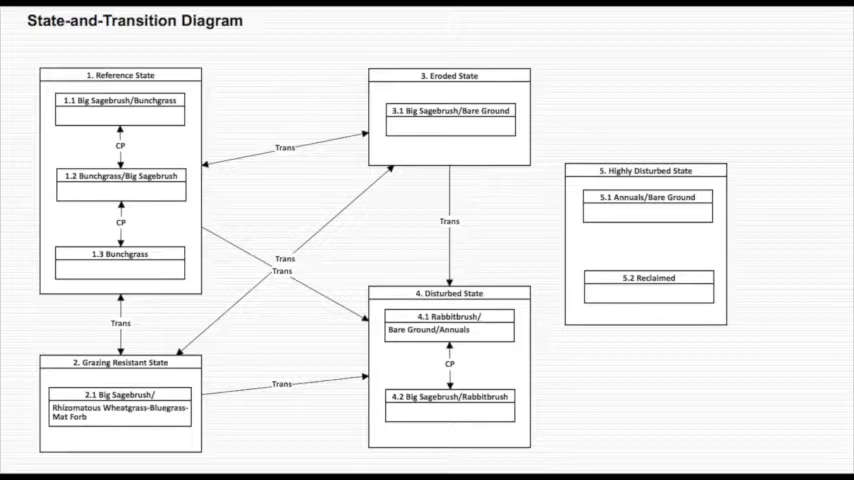 State-and-Transition Diagram
1. Reference State
1.1 Big Sagebrush/Bunchgrass
CP
1.2 Bunchgrass/Big Sagebrush
CP
1.3 Bunchgrass
Trans
2. Grazing Resistant State
2.1 Big Sagebrush/
Rhizomatous Wheatgrass-Bluegrass-
Mat Forb
Trans
Trans
Trans
Trans
3. Eroded State
3.1 Big Sagebrush/Bare Ground
Trans
4. Disturbed State
4.1 Rabbitbrush/
Bare Ground/Annuals
CP
4.2 Big Sagebrush/Rabbitbrush
5. Highly Disturbed State
5.1 Annuals/Bare Ground
5.2 Reclaimed